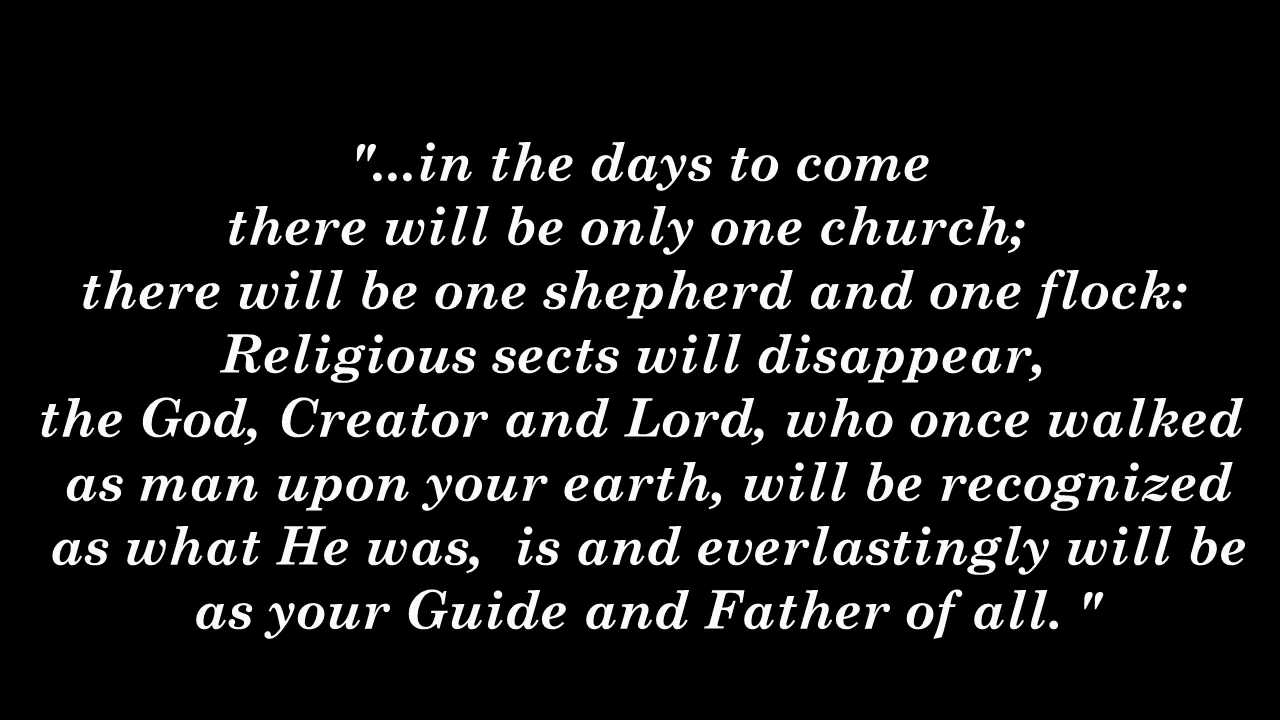 "...in the days to come
there will be only one church;
there will be one shepherd and one flock:
Religious sects will disappear,
the God, Creator and Lord, who once walked
as man upon your earth, will be recognized
as what He was,  is and everlastingly will be
as your Guide and Father of all. "